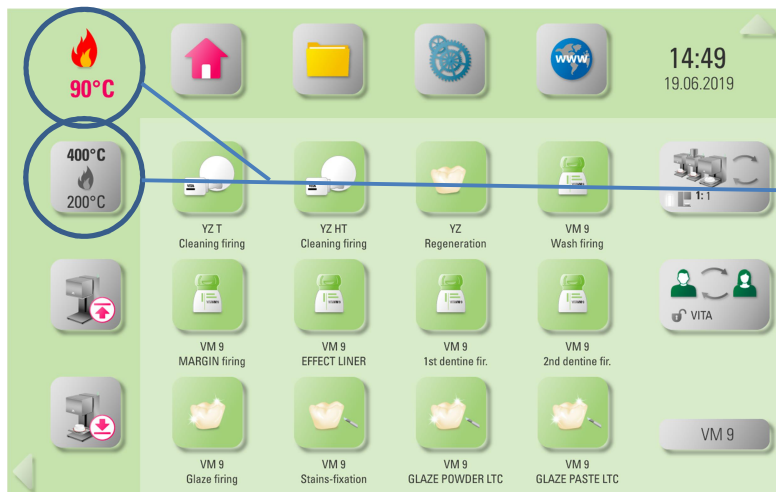 90°C
www
14:49
19.06.2019
400°C
200°C
1:1
YZ T
Cleaning firing
YZ HT
Cleaning firing
YZ
Regeneration
VM 9
Wash firing
VITA
VM 9
MARGIN firing
VM 9
EFFECT LINER
VM 9
1st dentine fir.
VM 9
2nd dentine fir.
VM 9
VM 9
Glaze firing
VM 9
Stains-fixation
VM 9
GLAZE POWDER LTC
VM 9
GLAZE PASTE LTC